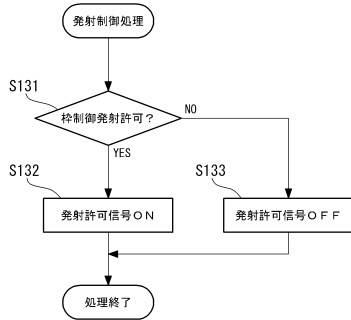 発射制御処理
S131
枠制御発射許可？
NO
YES
S132
S133
発射許可信号ＯＮ
発射許可信号ＯＦＦ
処理終了